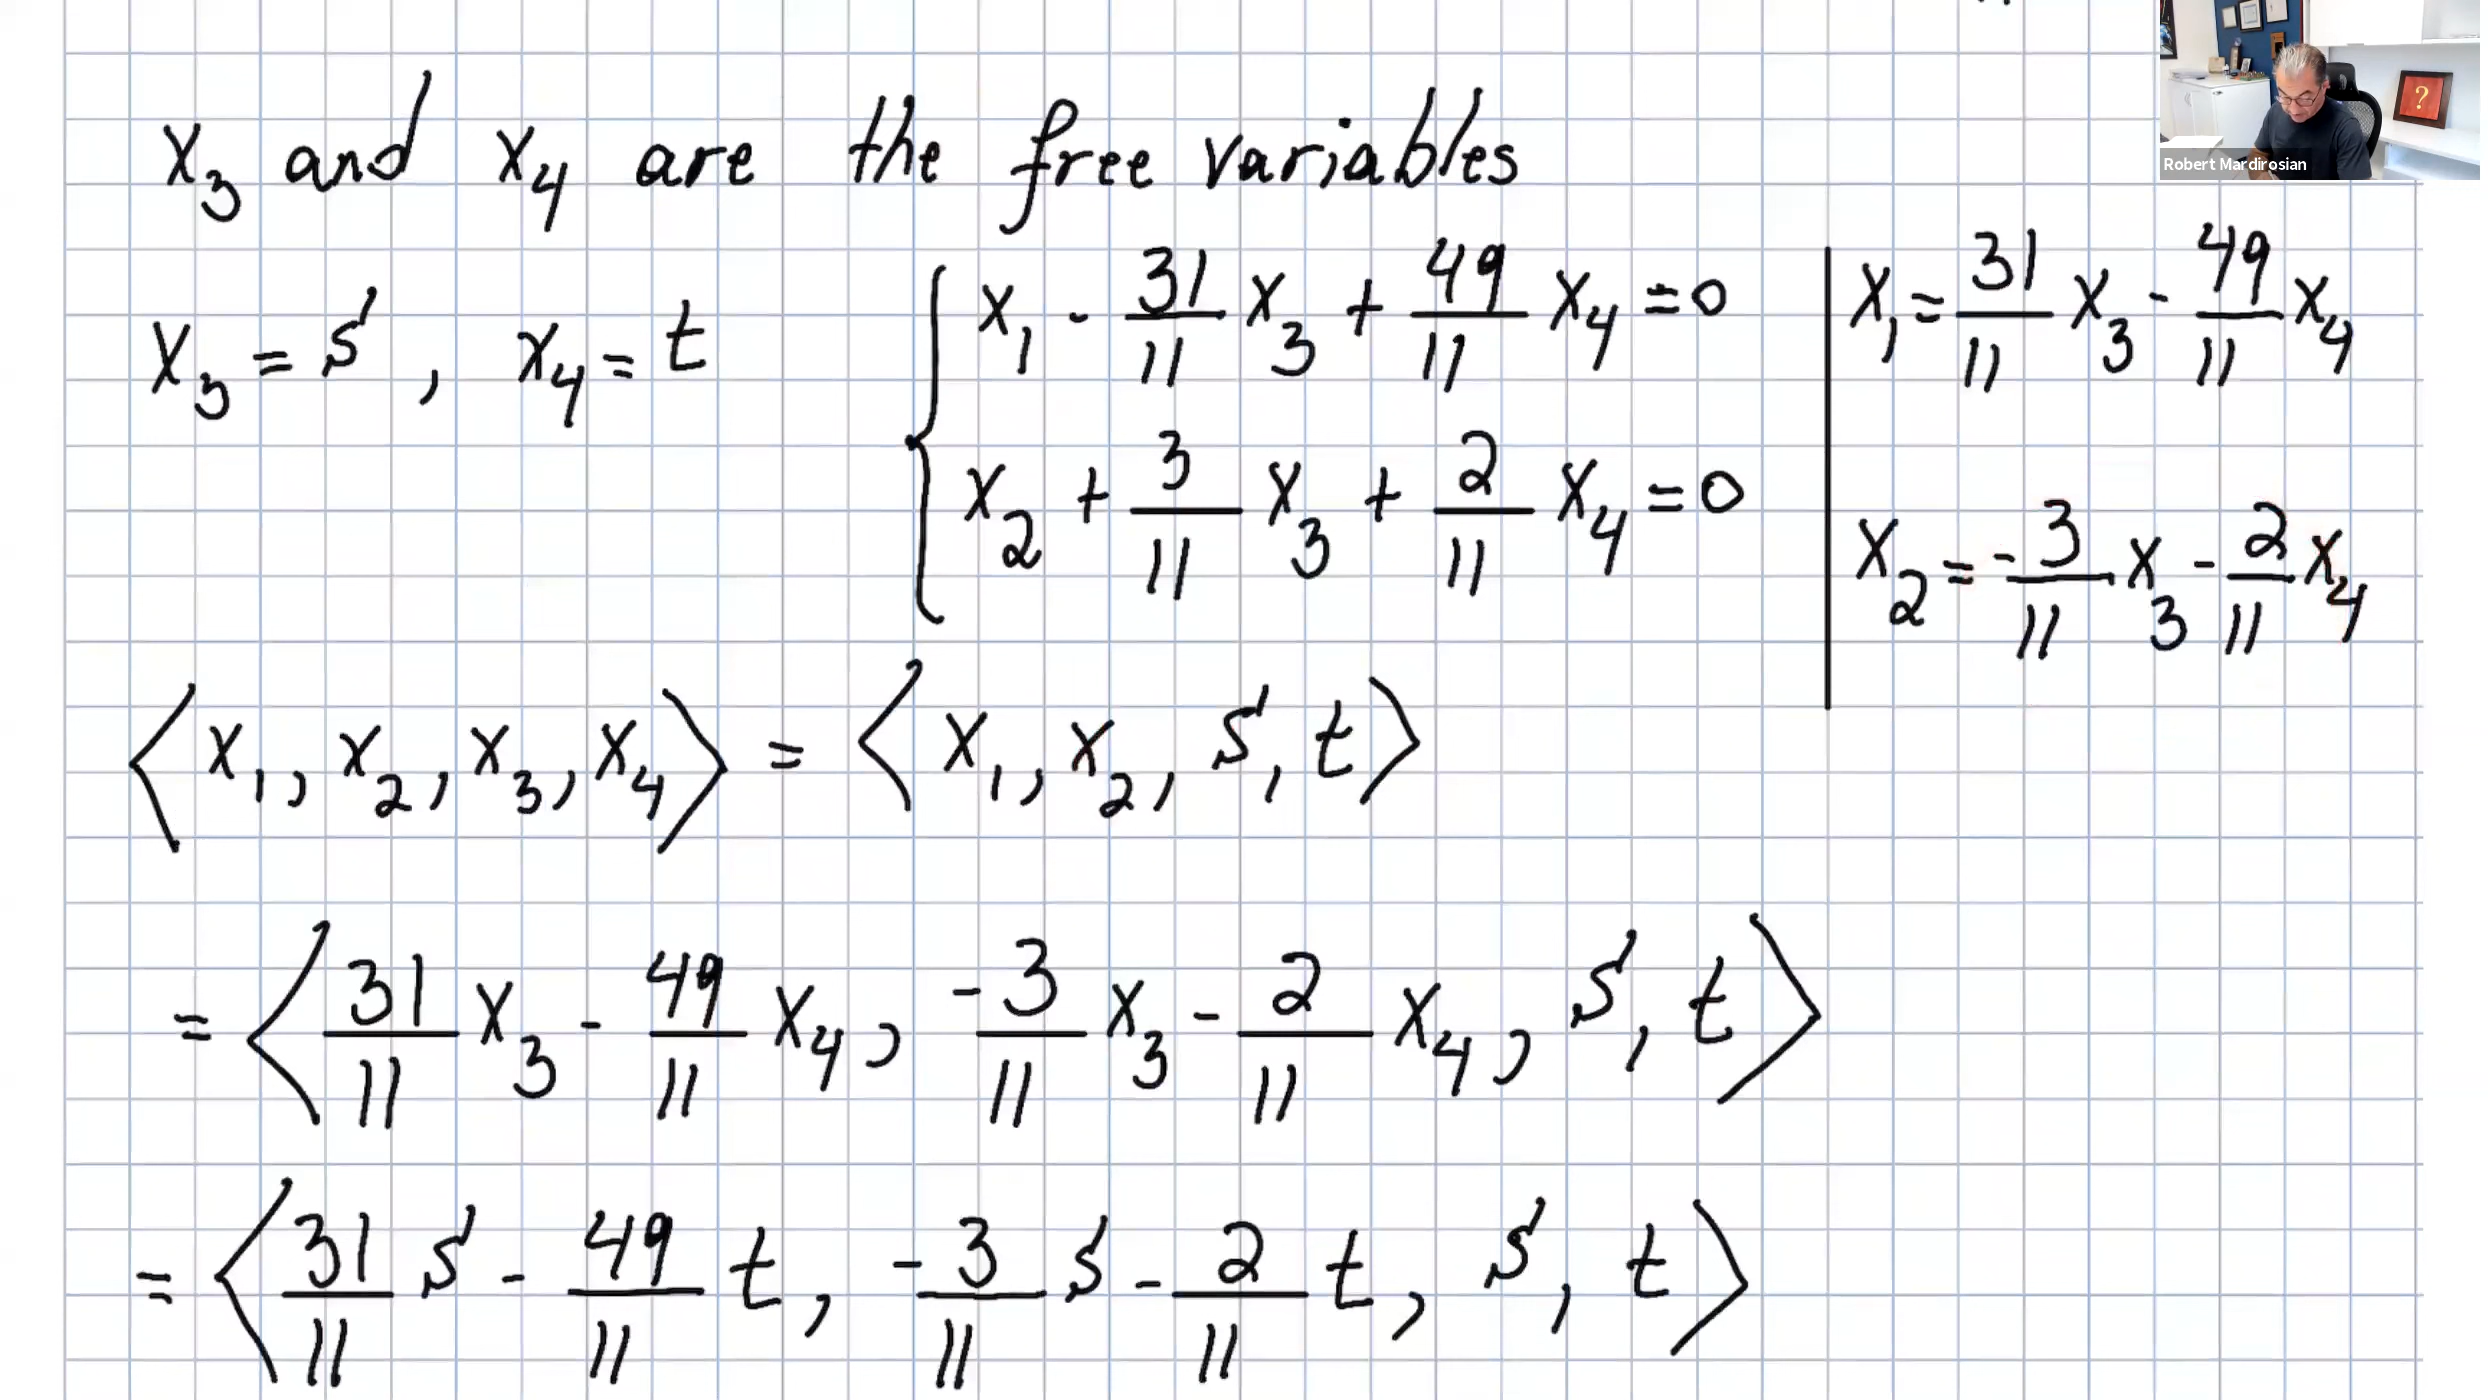 x₃ and x₄ are the free variables
x₃ = s, x₄ = t
x₁ - 31/11 x₃ + 49/11 x₄ = 0
x₂ + 3/11 x₃ + 2/11 x₄ = 0
x₁ = 31/11 x₃ - 49/11 x₄
x₂ = -3/11 x₃ - 2/11 x₄
⟨x₁, x₂, x₃, x₄⟩ = ⟨x₁, x₂, s, t⟩
= ⟨31/11 x₃ - 49/11 x₄, -3/11 x₃ - 2/11 x₄, s, t⟩
= ⟨31/11 s - 49/11 t, -3/11 s - 2/11 t, s, t⟩
?
Robert Mardirosian